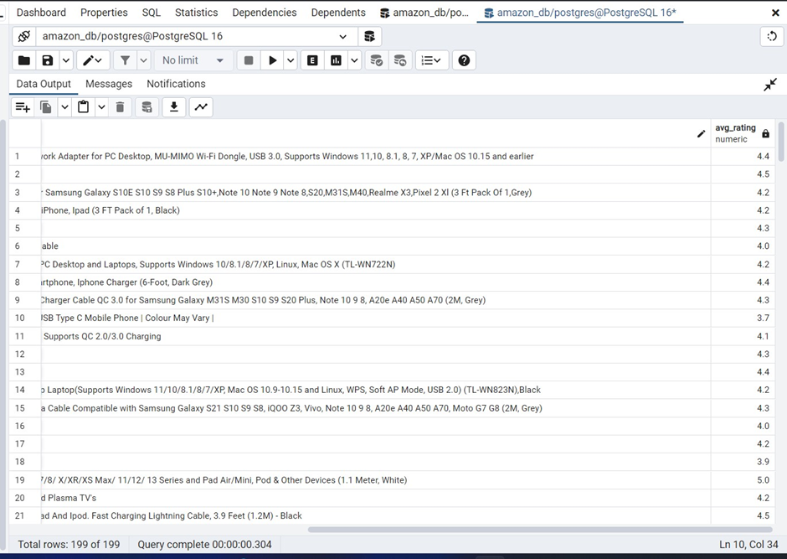 Dashboard Properties SQL Statistics Dependencies Dependents amazon_db/po... amazon_db/postgres@PostgreSQL 16*
amazon_db/postgres@PostgreSQL 16
No limit
Data Output Messages Notifications
avg_rating
numeric
1 ork Adapter for PC Desktop, MU-MIMO Wi-Fi Dongle, USB 3.0, Supports Windows 11,10, 8.1, 8, 7, XP/Mac OS 10.15 and earlier 4.4
2 4.5
3 Samsung Galaxy S10E S10 S9 S8 Plus S10+,Note 10 Note 9 Note 8,S20,M31S,M40,Realme X3,Pixel 2 Xl (3 Ft Pack Of 1,Grey) 4.2
4 iPhone, Ipad (3 FT Pack of 1, Black) 4.2
5 4.3
6 able 4.0
7 PC Desktop and Laptops, Supports Windows 10/8.1/8/7/XP, Linux, Mac OS X (TL-WN722N) 4.2
8 rtphone, Iphone Charger (6-Foot, Dark Grey) 4.4
9 Charger Cable QC 3.0 for Samsung Galaxy M31S M30 S10 S9 S20 Plus, Note 10 9 8, A20e A40 A50 A70 (2M, Grey) 4.3
10 USB Type C Mobile Phone | Colour May Vary | 3.7
11 Supports QC 2.0/3.0 Charging 4.1
12 4.3
13 4.4
14 o Laptop(Supports Windows 11/10/8.1/8/7/XP, Mac OS 10.9-10.15 and Linux, WPS, Soft AP Mode, USB 2.0) (TL-WN823N),Black 4.2
15 a Cable Compatible with Samsung Galaxy S21 S10 S9 S8, iQOO Z3, Vivo, Note 10 9 8, A20e A40 A50 A70, Moto G7 G8 (2M, Grey) 4.3
16 4.0
17 4.2
18 3.9
19 7/8/ X/XR/XS Max/ 11/12/ 13 Series and Pad Air/Mini, Pod & Other Devices (1.1 Meter, White) 5.0
20 d Plasma TV's 4.2
21 ad And Ipod. Fast Charging Lightning Cable, 3.9 Feet (1.2M) - Black 4.5
Total rows: 199 of 199 Query complete 00:00:00.304 Ln 10, Col 34